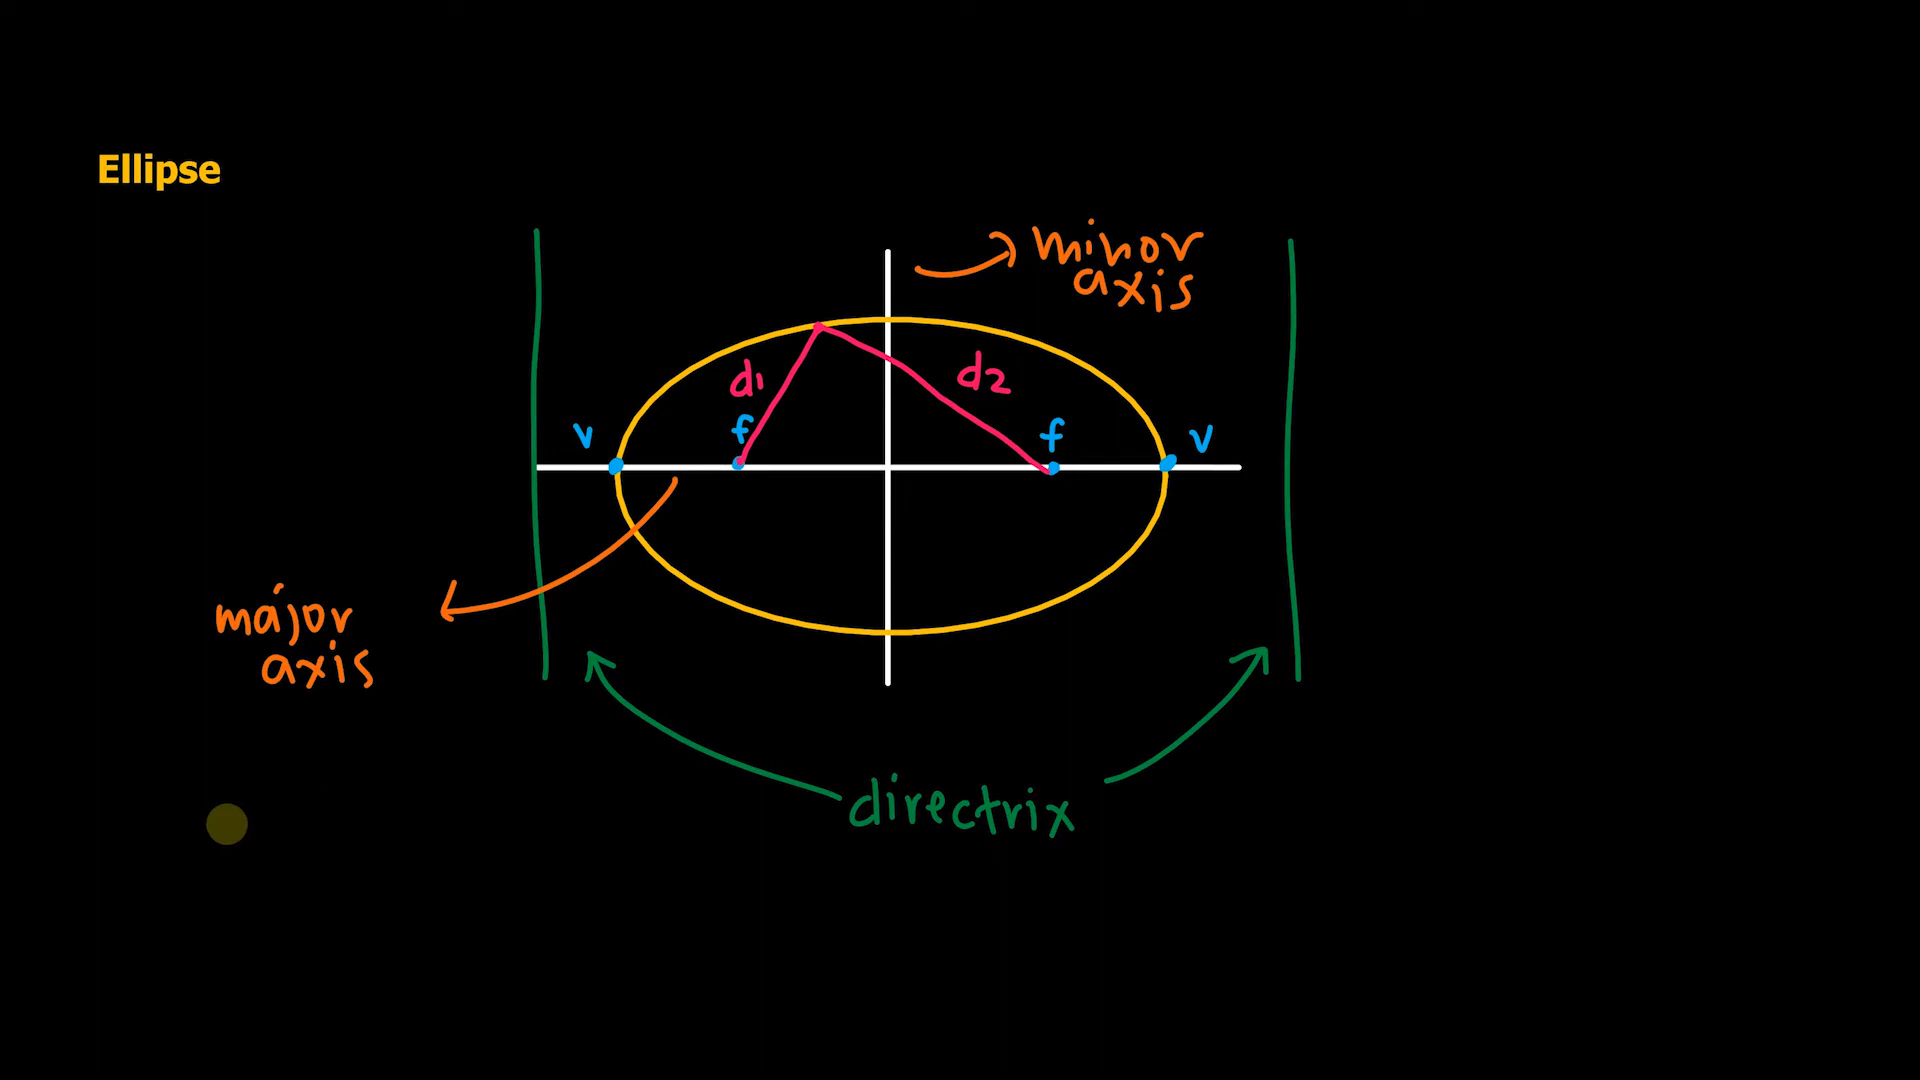 Ellipse
minor
axis
d1
d2
f
f
v
v
major
axis
directrix